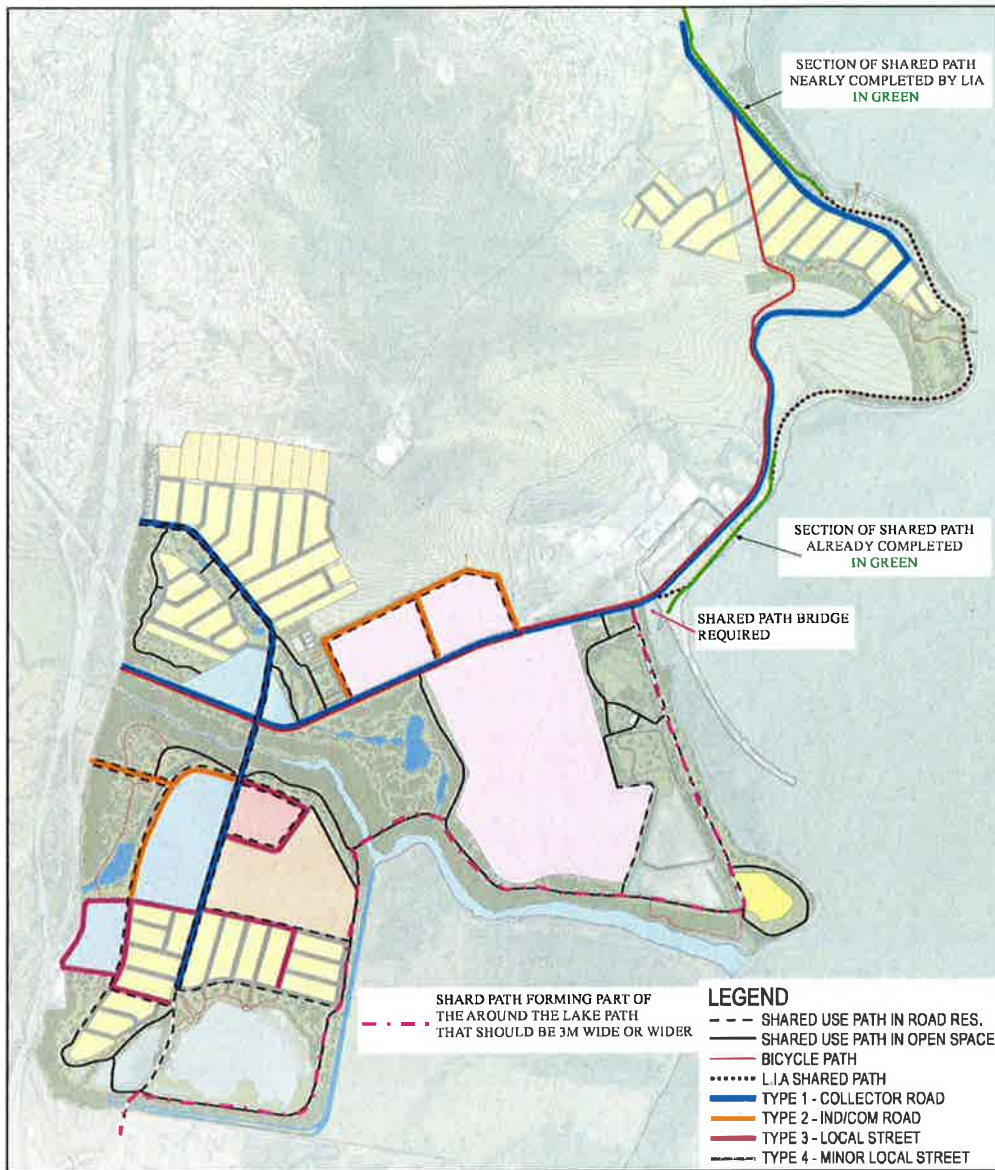 SECTION OF SHARED PATH
NEARLY COMPLETED BY LIA
IN GREEN
SECTION OF SHARED PATH
ALREADY COMPLETED
IN GREEN
SHARED PATH BRIDGE
REQUIRED
SHARD PATH FORMING PART OF
THE AROUND THE LAKE PATH
THAT SHOULD BE 3M WIDE OR WIDER
LEGEND
SHARED USE PATH IN ROAD RES.
SHARED USE PATH IN OPEN SPACE
BICYCLE PATH
L.I.A SHARED PATH
TYPE 1 - COLLECTOR ROAD
TYPE 2 - IND/COM ROAD
TYPE 3 - LOCAL STREET
TYPE 4 - MINOR LOCAL STREET